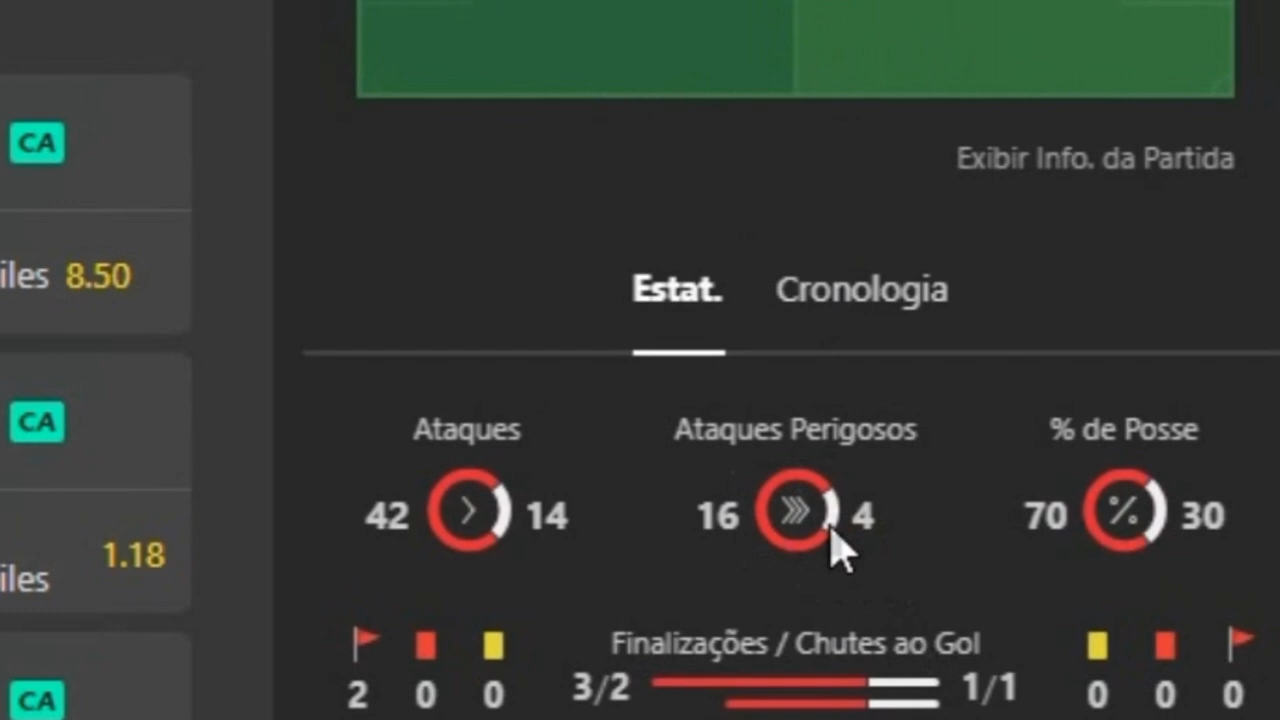 CA
iles 8.50
CA
1.18
iles
CA
Exibir Info. da Partida
Estat. Cronologia
Ataques Ataques Perigosos % de Posse
42 14 16 4 70 % 30
Finalizações / Chutes ao Gol
2 0 0 3/2 1/1 0 0 0